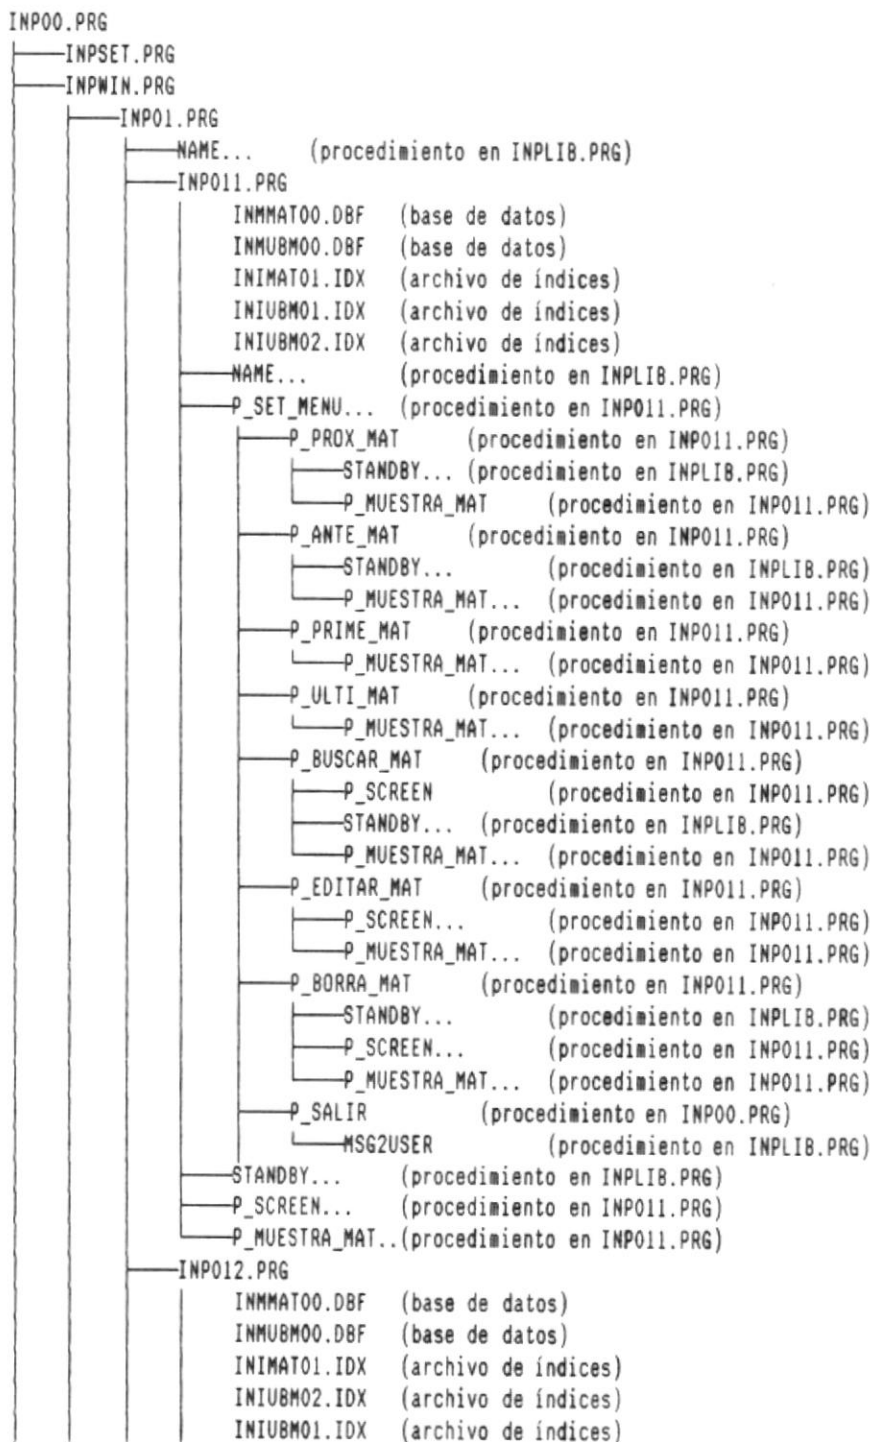 INP00.PRG
INPSET.PRG
INPWIN.PRG
INP01.PRG
NAME... (procedimiento en INPLIB.PRG)
INP011.PRG
INMMAT00.DBF (base de datos)
INMUBM00.DBF (base de datos)
INIMAT01.IDX (archivo de índices)
INIUBM01.IDX (archivo de índices)
INIUBM02.IDX (archivo de índices)
NAME... (procedimiento en INPLIB.PRG)
P_SET_MENU... (procedimiento en INP011.PRG)
P_PROX_MAT (procedimiento en INP011.PRG)
STANDBY... (procedimiento en INPLIB.PRG)
P_MUESTRA_MAT (procedimiento en INP011.PRG)
P_ANTE_MAT (procedimiento en INP011.PRG)
STANDBY... (procedimiento en INPLIB.PRG)
P_MUESTRA_MAT... (procedimiento en INP011.PRG)
P_PRIME_MAT (procedimiento en INP011.PRG)
P_MUESTRA_MAT... (procedimiento en INP011.PRG)
P_ULTI_MAT (procedimiento en INP011.PRG)
P_MUESTRA_MAT... (procedimiento en INP011.PRG)
P_BUSCAR_MAT (procedimiento en INP011.PRG)
P_SCREEN (procedimiento en INP011.PRG)
STANDBY... (procedimiento en INPLIB.PRG)
P_MUESTRA_MAT... (procedimiento en INP011.PRG)
P_EDITAR_MAT (procedimiento en INP011.PRG)
P_SCREEN... (procedimiento en INP011.PRG)
P_MUESTRA_MAT... (procedimiento en INP011.PRG)
P_BORRA_MAT (procedimiento en INP011.PRG)
STANDBY... (procedimiento en INPLIB.PRG)
P_SCREEN... (procedimiento en INP011.PRG)
P_MUESTRA_MAT... (procedimiento en INP011.PRG)
P_SALIR (procedimiento en INP00.PRG)
MSG2USER (procedimiento en INPLIB.PRG)
STANDBY... (procedimiento en INPLIB.PRG)
P_SCREEN... (procedimiento en INP011.PRG)
P_MUESTRA_MAT..(procedimiento en INP011.PRG)
INP012.PRG
INMMAT00.DBF (base de datos)
INMUBM00.DBF (base de datos)
INIMAT01.IDX (archivo de índices)
INIUBM02.IDX (archivo de índices)
INIUBM01.IDX (archivo de índices)